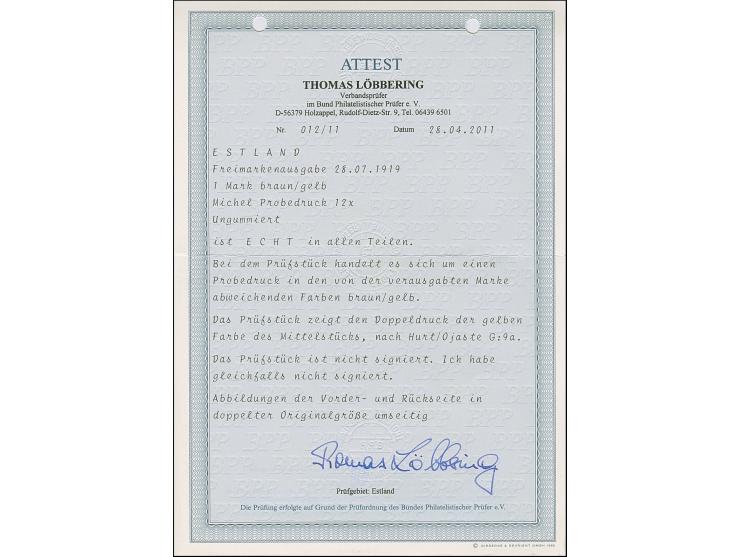 ATTEST
THOMAS LÖBBERING
Verbandsprüfer
im Bund Philatelistischer Prüfer e. V.
D-56379 Holzappel, Rudolf-Dietz-Str. 9, Tel. 06439 6501
Nr. 012/11 Datum 28.04.2011
E S T L A N D
Freimarkenausgabe 28.07.1919
1 Mark braun/gelb
Michel Probedruck 12x
Ungummiert
ist E C H T in allen Teilen.
Bei dem Prüfstück handelt es sich um einen
Probedruck in den von der verausgabten Marke
abweichenden Farben braun/gelb.
Das Prüfstück zeigt den Doppeldruck der gelben
Farbe des Mittelstücks, nach Hurt/Ojaste G:9a.
Das Prüfstück ist nicht signiert. Ich habe
gleichfalls nicht signiert.
Abbildungen der Vorder- und Rückseite in
doppelter Originalgröße umseitig
Thomas Löbbering
Prüfgebiet: Estland
Die Prüfung erfolgte auf Grund der Prüfordnung des Bundes Philatelistischer Prüfer e.V.